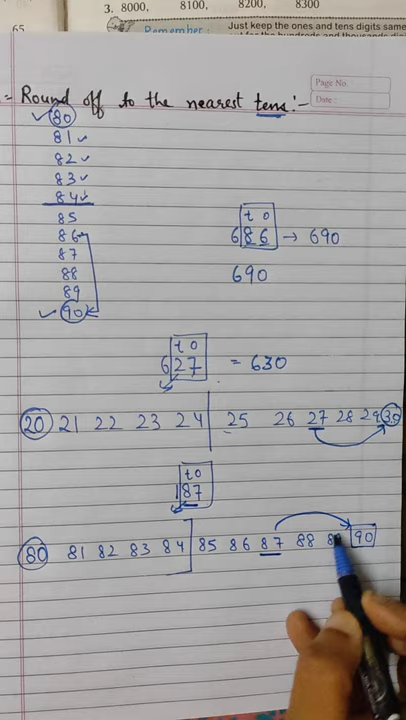 3. 8000, 8100, 8200, 8300
65
Remember: Just keep the ones and tens digits same
Page No.
Date:
= Round off to the nearest tens:-
80
81
82
83
84
85
86
87
88
89
90
t o
686 → 690
690
t o
627 = 630
20 21 22 23 24 25 26 27 28 29 30
t o
187
80 81 82 83 84 85 86 87 88 90